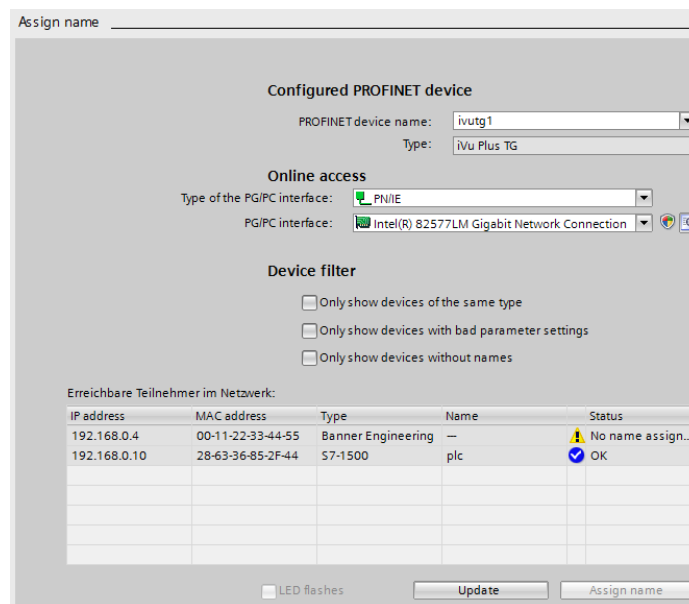 Assign name
Configured PROFINET device
PROFINET device name: ivutg1
Type: iVu Plus TG
Online access
Type of the PG/PC interface: PN/IE
PG/PC interface: Intel(R) 82577LM Gigabit Network Connection
Device filter
Only show devices of the same type
Only show devices with bad parameter settings
Only show devices without names
Erreichbare Teilnehmer im Netzwerk:
IP address MAC address Type Name Status
192.168.0.4 00-11-22-33-44-55 Banner Engineering — No name assign...
192.168.0.10 28-63-36-85-2F-44 S7-1500 plc OK
LED flashes Update Assign name